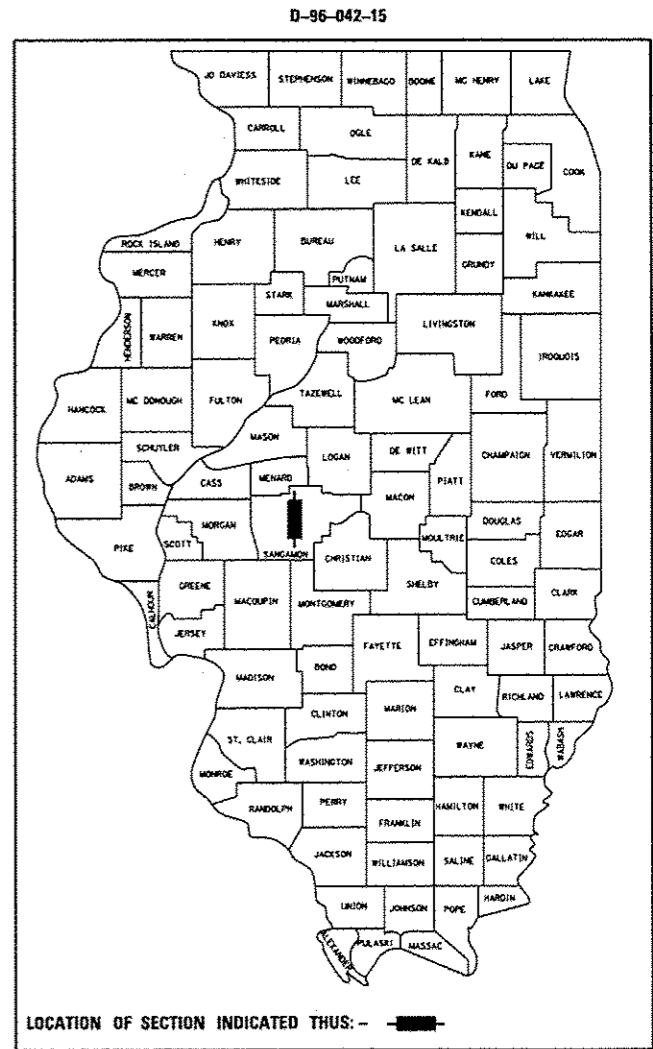 D-96-042-15
JO DAVIESS
STEPHENSON
WINNEBAGO
BOONE
MC HENRY
LAKE
CARROLL
OGLE
DE KALB
KANE
DU PAGE
COOK
WHITESIDE
LEE
KENDALL
WILL
ROCK ISLAND
HENRY
BUREAU
LA SALLE
GRUNDY
MERCER
PUTNAM
KANKAKEE
STARK
MARSHALL
HENDERSON
WARREN
KNOX
PEORIA
WOODFORD
LIVINGSTON
IROQUOIS
HANCOCK
MC DONOUGH
FULTON
TAZEWELL
MC LEAN
FORD
SCHUYLER
MASON
LOGAN
DE WITT
CHAMPAIGN
VERMILION
ADAMS
BROWN
CASS
MENARD
MACON
PIATT
PIKE
SCOTT
MORGAN
SANGAMON
CHRISTIAN
MOULTRIE
DOUGLAS
EDGAR
COLES
CALHOUN
GREENE
MACOUPIN
MONTGOMERY
SHELBY
CUMBERLAND
CLARK
JERSEY
FAYETTE
EFFINGHAM
JASPER
CRAWFORD
MADISON
BOND
CLAY
RICHLAND
LAWRENCE
CLINTON
MARION
ST. CLAIR
WAYNE
EDWARDS
WABASH
MONROE
WASHINGTON
JEFFERSON
RANDOLPH
PERRY
HAMILTON
WHITE
FRANKLIN
JACKSON
WILLIAMSON
SALINE
GALLATIN
UNION
JOHNSON
POPE
HARDIN
ALEXANDER
PULASKI
MASSAC
LOCATION OF SECTION INDICATED THUS: -